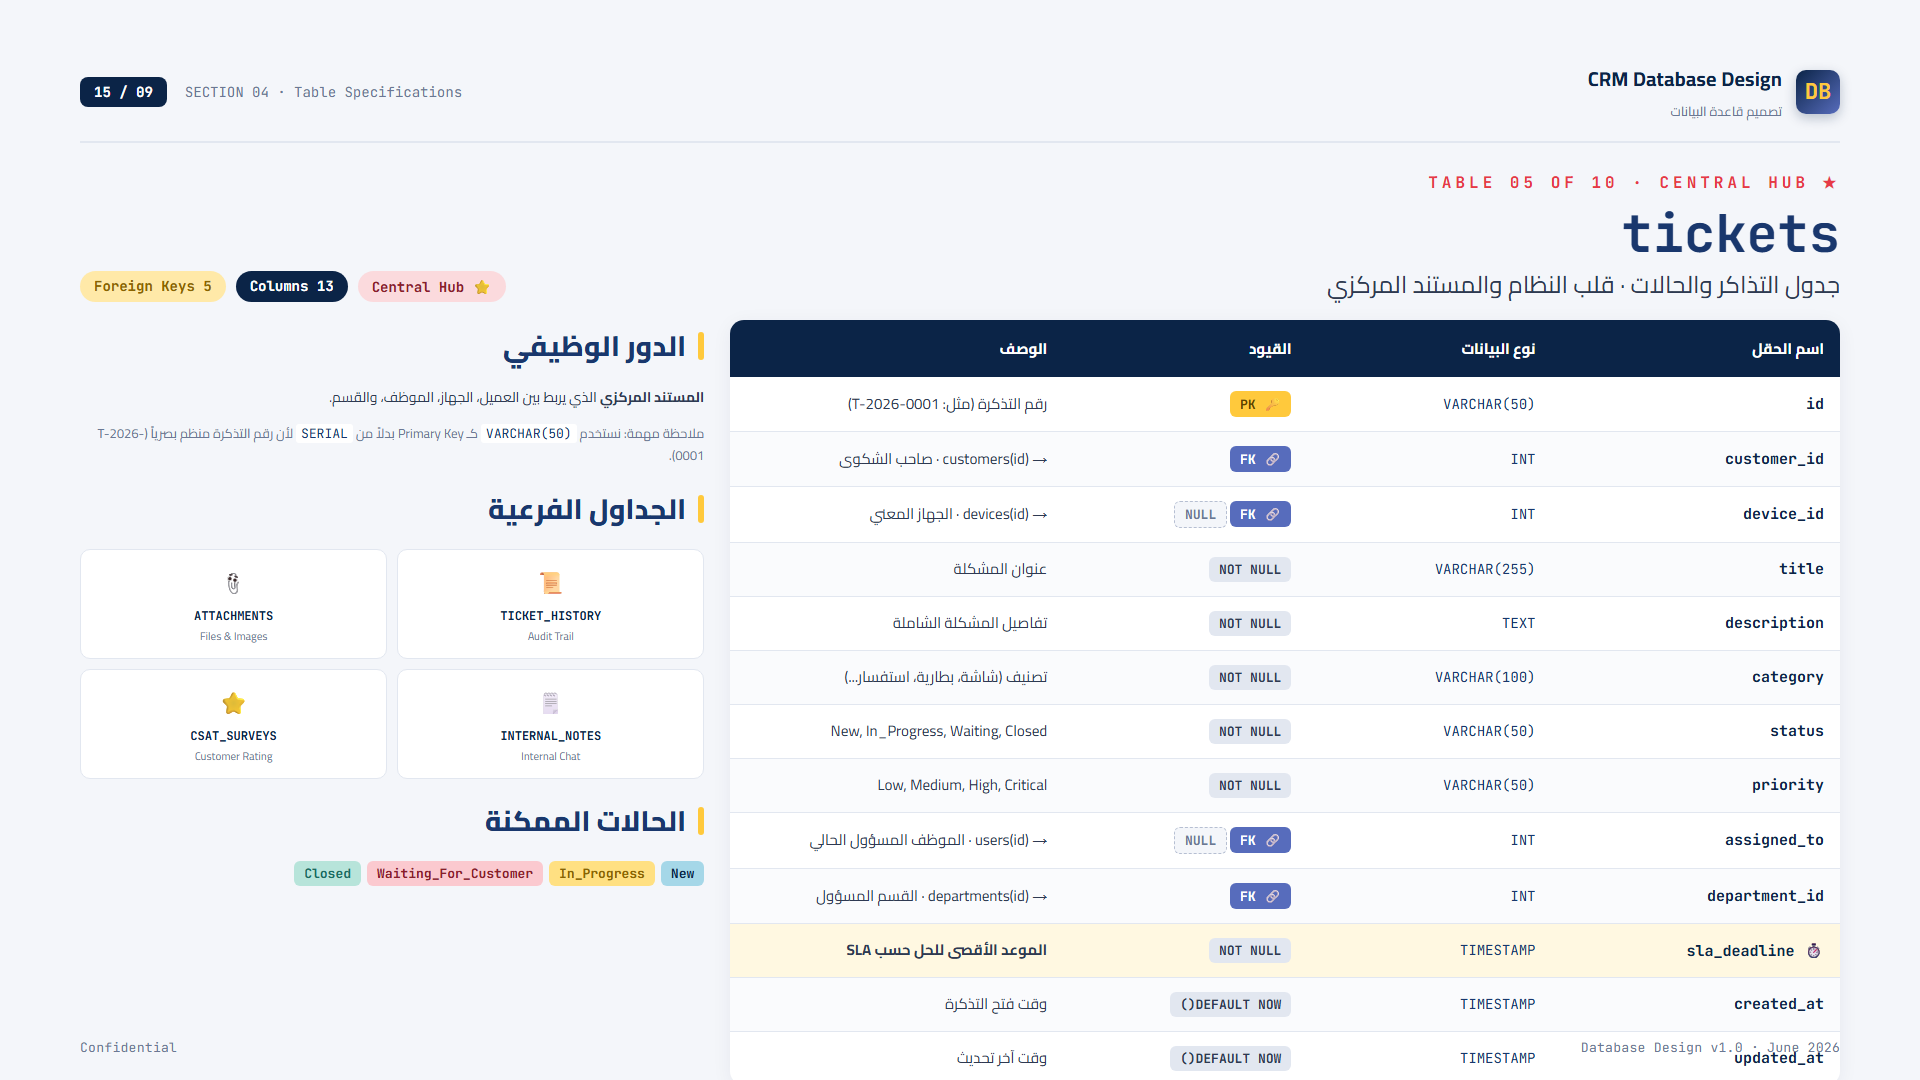 CRM Database Design
تصميم قاعدة البيانات
DB
15 / 09
SECTION 04 · Table Specifications
TABLE 05 OF 10 · CENTRAL HUB ★
tickets
جدول التذاكر والحالات · قلب النظام والمستند المركزي
Central Hub ⭐
Columns 13
Foreign Keys 5
اسم الحقل نوع البيانات القيود الوصف
id VARCHAR(50) PK 🔑 رقم التذكرة (مثل: T-2026-0001)
customer_id INT FK 🔗 → customers(id) · صاحب الشكوى
device_id INT FK 🔗 NULL → devices(id) · الجهاز المعني
title VARCHAR(255) NOT NULL عنوان المشكلة
description TEXT NOT NULL تفاصيل المشكلة الشاملة
category VARCHAR(100) NOT NULL تصنيف (شاشة، بطارية، استفسار...)
status VARCHAR(50) NOT NULL New, In_Progress, Waiting, Closed
priority VARCHAR(50) NOT NULL Low, Medium, High, Critical
assigned_to INT FK 🔗 NULL → users(id) · الموظف المسؤول الحالي
department_id INT FK 🔗 → departments(id) · القسم المسؤول
sla_deadline ⏱ TIMESTAMP NOT NULL الموعد الأقصى للحل حسب SLA
created_at TIMESTAMP ()DEFAULT NOW وقت فتح التذكرة
updated_at TIMESTAMP ()DEFAULT NOW وقت آخر تحديث
الدور الوظيفي
المستند المركزي الذي يربط بين العميل، الجهاز، الموظف، والقسم.
ملاحظة مهمة: نستخدم VARCHAR(50) كـ Primary Key بدلاً من SERIAL لأن رقم التذكرة منظم بصرياً (T-2026-
0001).
الجداول الفرعية
📜
TICKET_HISTORY
Audit Trail
📎
ATTACHMENTS
Files & Images
🗒
INTERNAL_NOTES
Internal Chat
⭐
CSAT_SURVEYS
Customer Rating
الحالات الممكنة
New
In_Progress
Waiting_For_Customer
Closed
Database Design v1.0 · June 2026
Confidential